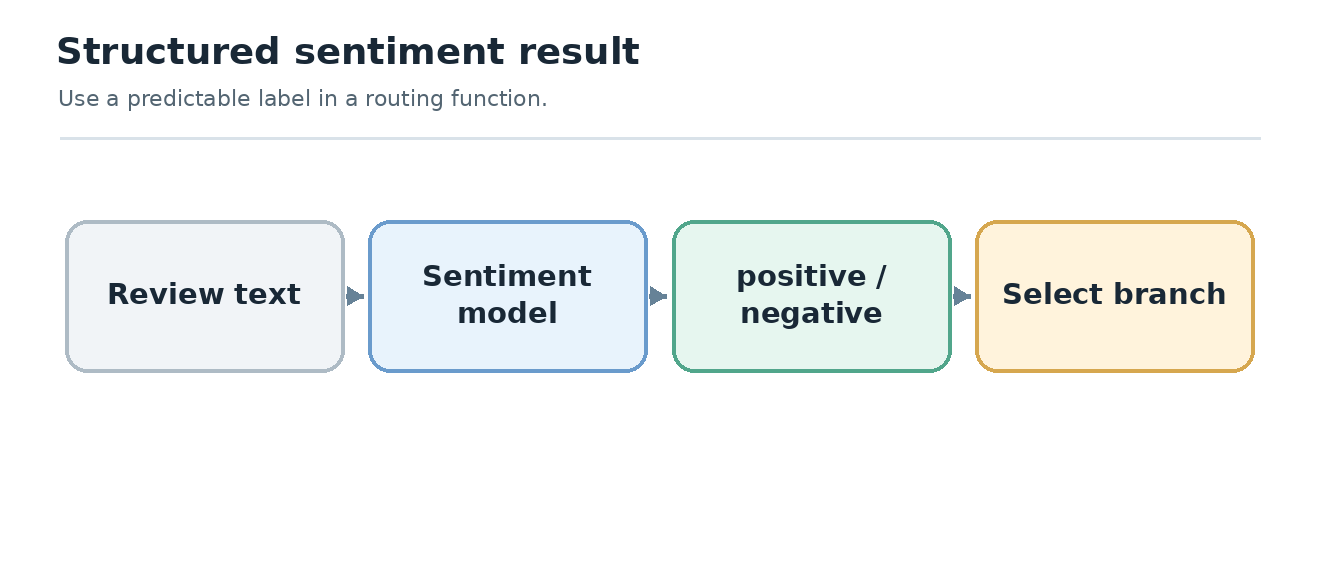 Structured sentiment result
Use a predictable label in a routing function.
Review text
Sentiment
model
positive /
negative
Select branch